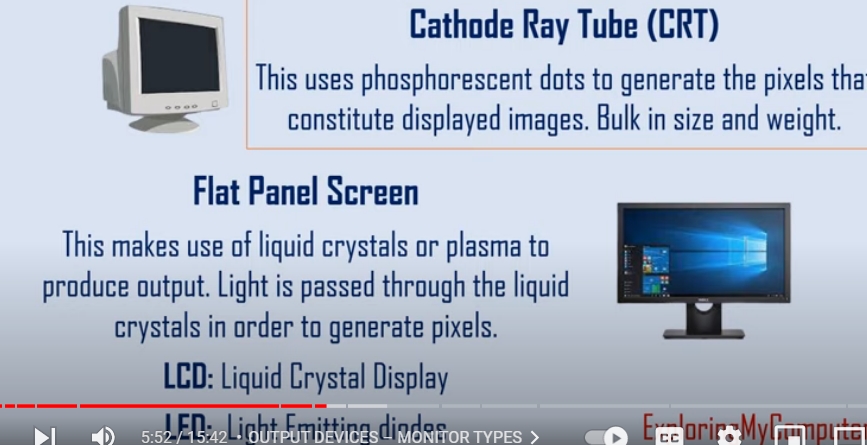 Cathode Ray Tube (CRT)
This uses phosphorescent dots to generate the pixels that
constitute displayed images. Bulk in size and weight.
Flat Panel Screen
This makes use of liquid crystals or plasma to
produce output. Light is passed through the liquid
crystals in order to generate pixels.
LCD: Liquid Crystal Display
LED: Light Emitting diodes
ExploringMyComputer
5:52 / 15:42 • OUTPUT DEVICES – MONITOR TYPES
CC